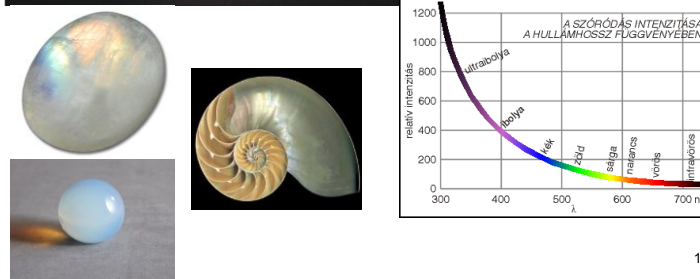 A SZÓRÓDÁS INTENZITÁSA
A HULLÁMHOSSZ FÜGGVÉNYÉBEN
relatív intenzitás
1200
1000
800
600
400
200
0
ultraibolya
ibolya
kék
zöld
sárga
narancs
vörös
infravörös
300
400
500
600
700 n
λ
1